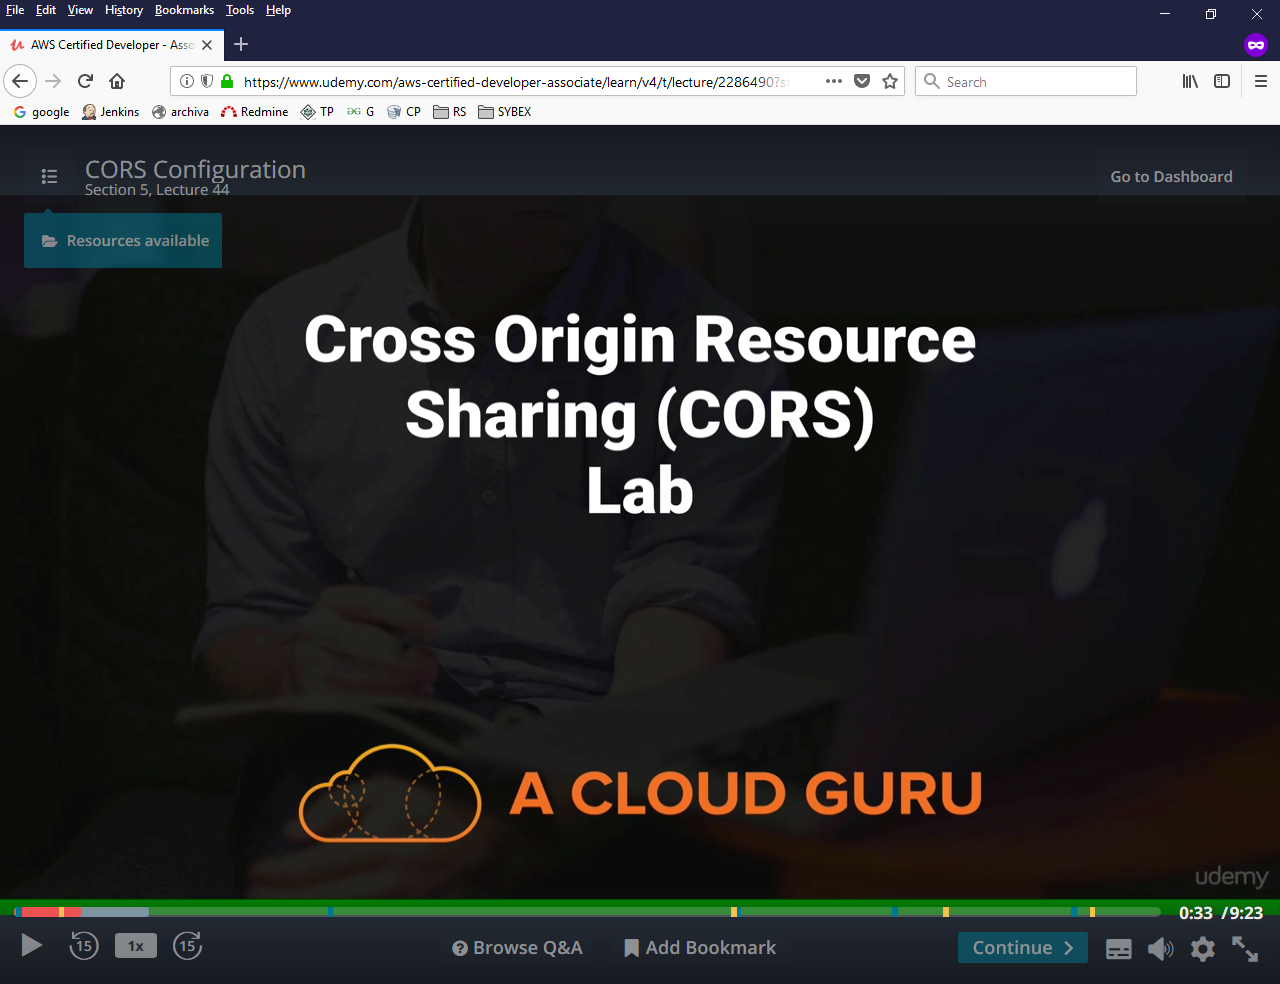 File Edit View History Bookmarks Tools Help
AWS Certified Developer - Asso
https://www.udemy.com/aws-certified-developer-associate/learn/v4/t/lecture/2286490?st
Search
google Jenkins archiva Redmine TP G CP RS SYBEX
CORS Configuration
Section 5, Lecture 44
Go to Dashboard
Resources available
Cross Origin Resource
Sharing (CORS)
Lab
A CLOUD GURU
udemy
0:33 /9:23
15 1x 15 Browse Q&A Add Bookmark Continue